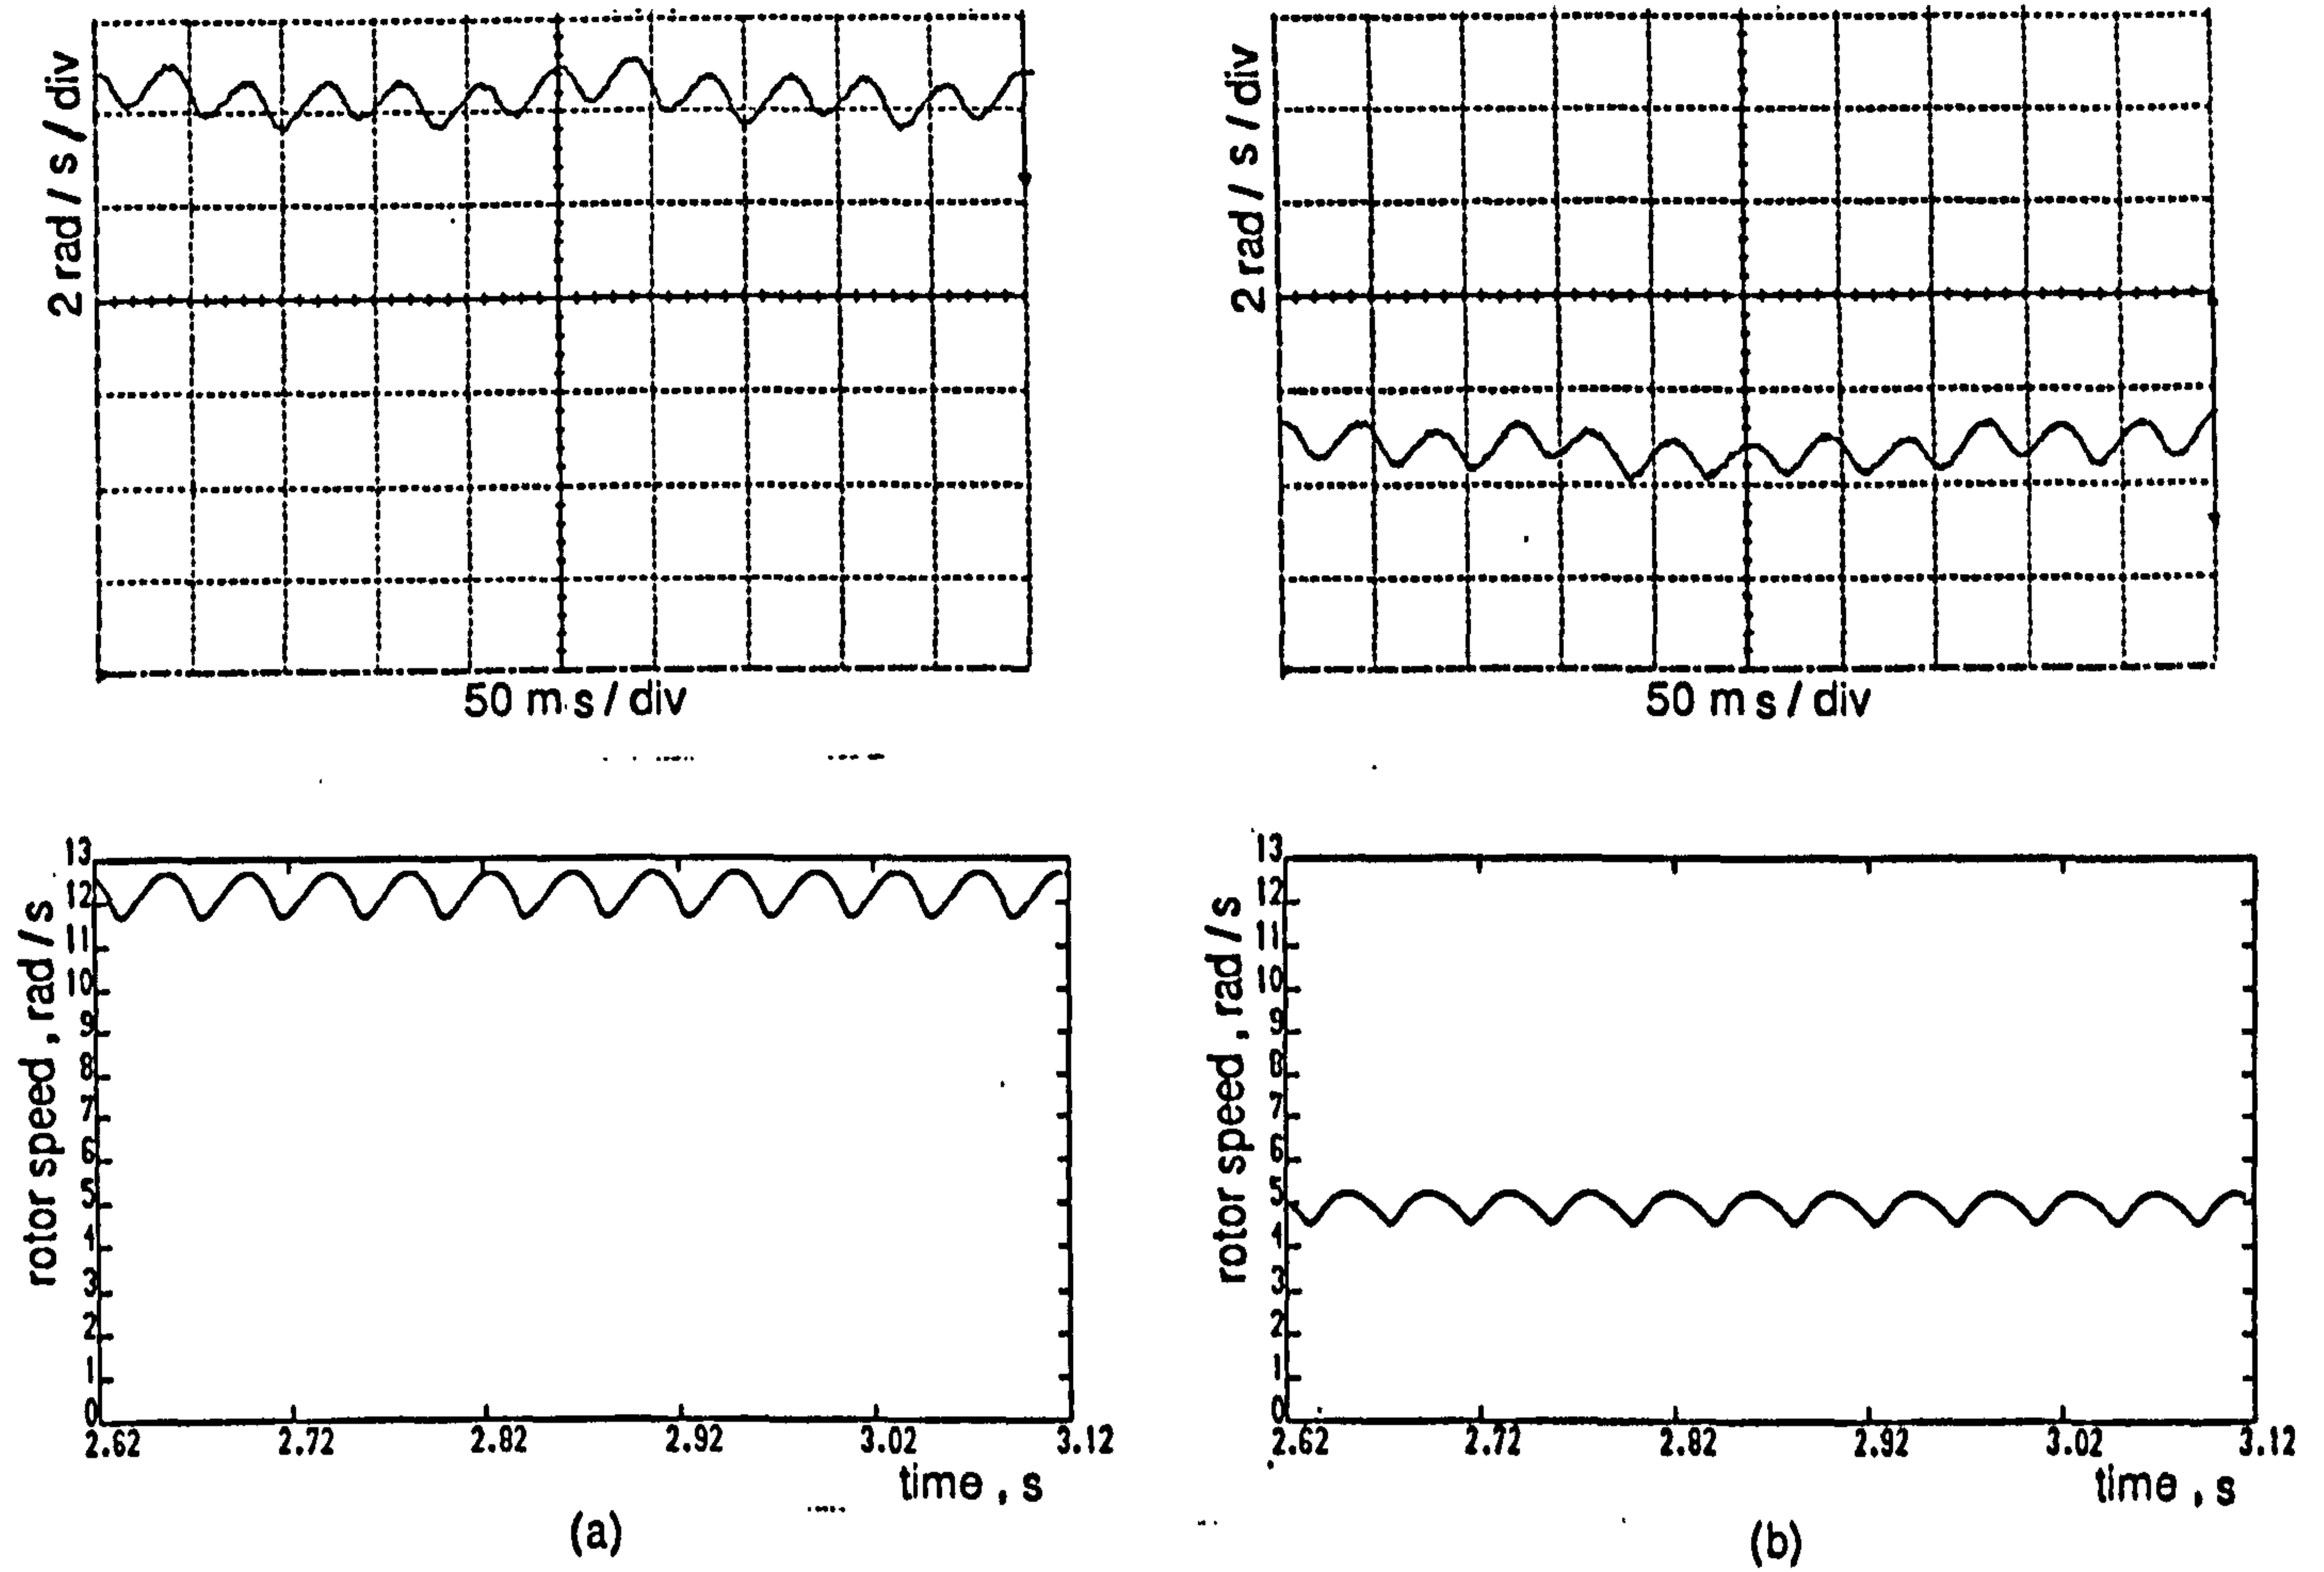 2 rad / s / div
50 m s / div
2 rad / s / div
50 m s / div
rotor speed , rad / s
13
12
11
10
9
8
7
6
5
4
3
2
1
0
2.62 2.72 2.82 2.92 3.02 3.12
time , s
(a)
rotor speed , rad / s
13
12
11
10
9
8
7
6
5
4
3
2
1
0
2.62 2.72 2.82 2.92 3.02 3.12
time , s
(b)